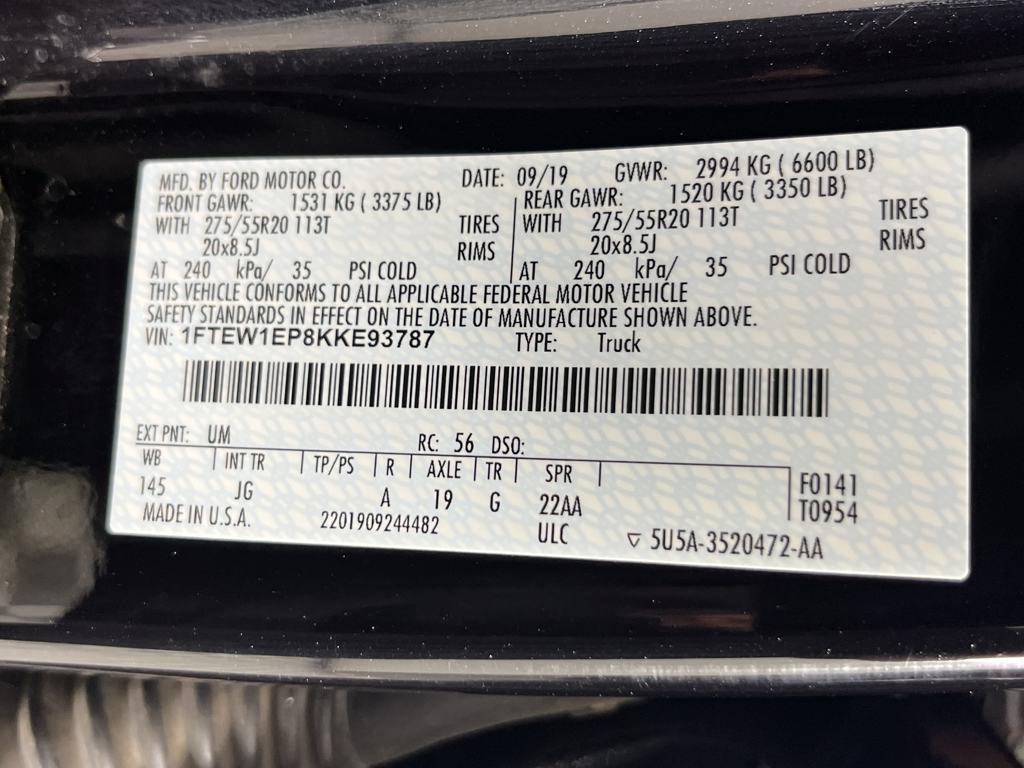 MFD. BY FORD MOTOR CO. DATE: 09/19 GVWR: 2994 KG ( 6600 LB)
FRONT GAWR: 1531 KG ( 3375 LB) REAR GAWR: 1520 KG ( 3350 LB)
WITH 275/55R20 113T TIRES WITH 275/55R20 113T TIRES
20x8.5J RIMS 20x8.5J RIMS
AT 240 kPa/ 35 PSI COLD AT 240 kPa/ 35 PSI COLD
THIS VEHICLE CONFORMS TO ALL APPLICABLE FEDERAL MOTOR VEHICLE
SAFETY STANDARDS IN EFFECT ON THE DATE OF MANUFACTURE SHOWN ABOVE.
VIN: 1FTEW1EP8KKE93787 TYPE: Truck
EXT PNT: UM RC: 56 DSO:
WB INT TR TP/PS R AXLE TR SPR F0141
145 JG A 19 G 22AA T0954
MADE IN U.S.A. 2201909244482 ULC ▽ 5U5A-3520472-AA